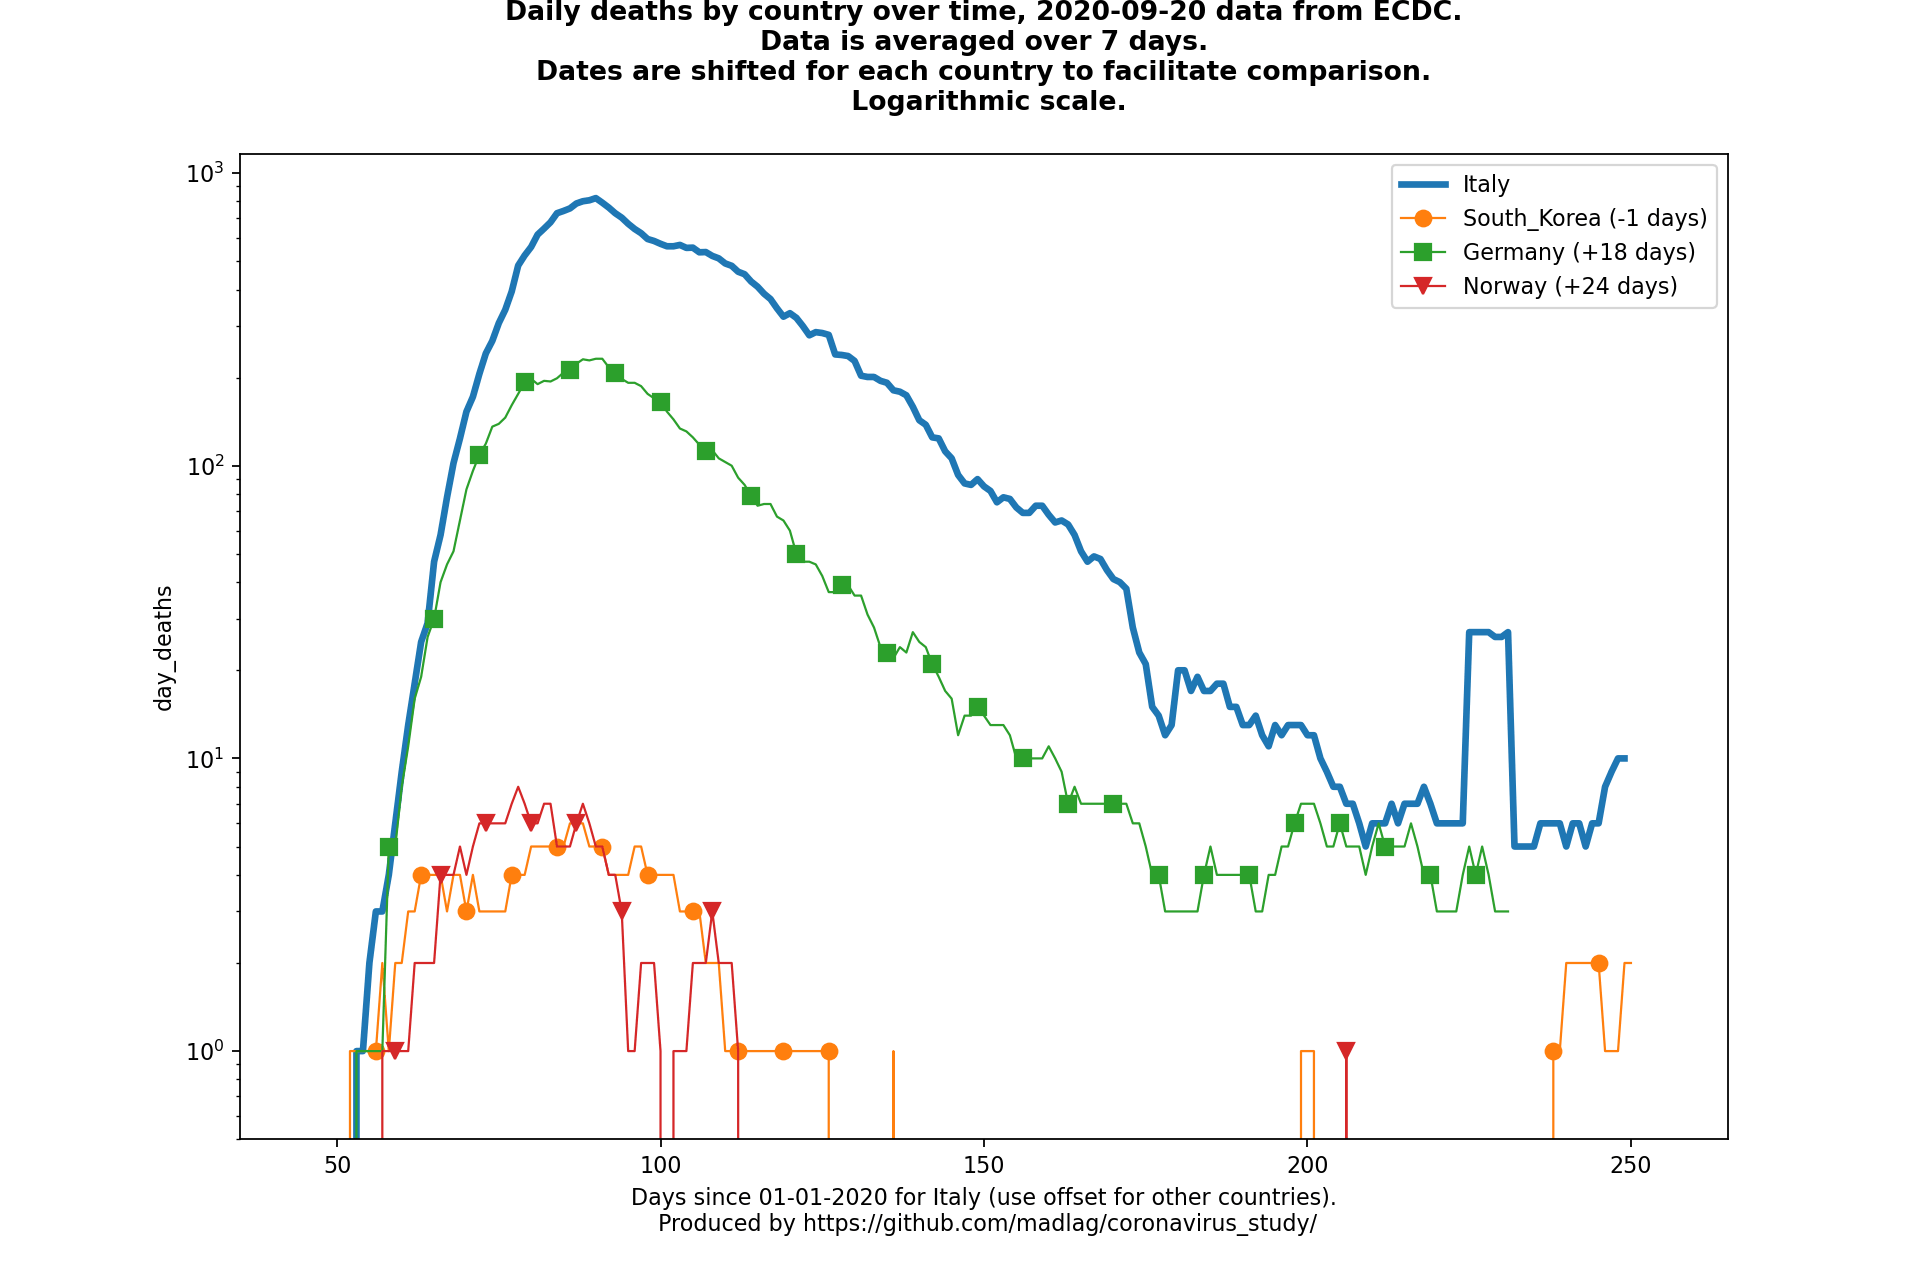 Daily deaths by country over time, 2020-09-20 data from ECDC.
Data is averaged over 7 days.
Dates are shifted for each country to facilitate comparison.
Logarithmic scale.
10³
10²
10¹
10⁰
day_deaths
Italy
South_Korea (-1 days)
Germany (+18 days)
Norway (+24 days)
50 100 150 200 250
Days since 01-01-2020 for Italy (use offset for other countries).
Produced by https://github.com/madlag/coronavirus_study/